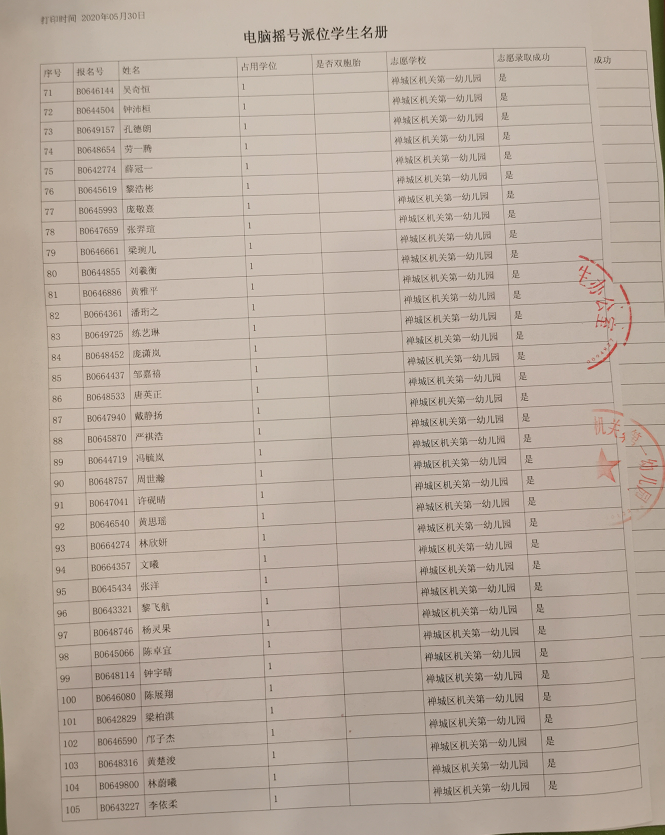 打印时间 2020年05月30日
电脑摇号派位学生名册
序号 报名号 姓名 占用学位 是否双胞胎 志愿学校 志愿录取成功 成功
71 B0646144 吴奇恒 1 禅城区机关第一幼儿园 是
72 B0644504 钟沛桓 1 禅城区机关第一幼儿园 是
73 B0649157 孔德朗 1 禅城区机关第一幼儿园 是
74 B0648654 劳一腾 1 禅城区机关第一幼儿园 是
75 B0642774 薛冠一 1 禅城区机关第一幼儿园 是
76 B0645619 黎浩彬 1 禅城区机关第一幼儿园 是
77 B0645993 庞敬熹 1 禅城区机关第一幼儿园 是
78 B0647659 张羿瑄 1 禅城区机关第一幼儿园 是
79 B0646661 梁琬儿 1 禅城区机关第一幼儿园 是
80 B0644855 刘羲衡 1 禅城区机关第一幼儿园 是
81 B0646886 黄雅平 1 禅城区机关第一幼儿园 是
82 B0664361 潘珩之 1 禅城区机关第一幼儿园 是
83 B0649725 练艺琳 1 禅城区机关第一幼儿园 是
84 B0648452 庞潇岚 1 禅城区机关第一幼儿园 是
85 B0664437 邹嘉禧 1 禅城区机关第一幼儿园 是
86 B0648533 唐英正 1 禅城区机关第一幼儿园 是
87 B0647940 戴静扬 1 禅城区机关第一幼儿园 是
88 B0645870 严棋浩 1 禅城区机关第一幼儿园 是
89 B0644719 冯毓岚 1 禅城区机关第一幼儿园 是
90 B0648757 周世瀚 1 禅城区机关第一幼儿园 是
91 B0647041 许砚晴 1 禅城区机关第一幼儿园 是
92 B0646540 黄思瑶 1 禅城区机关第一幼儿园 是
93 B0664274 林欣妍 1 禅城区机关第一幼儿园 是
94 B0664357 文曦 1 禅城区机关第一幼儿园 是
95 B0645434 张洋 1 禅城区机关第一幼儿园 是
96 B0643321 黎飞航 1 禅城区机关第一幼儿园 是
97 B0648746 杨灵果 1 禅城区机关第一幼儿园 是
98 B0645066 陈卓宜 1 禅城区机关第一幼儿园 是
99 B0648114 钟宇晴 1 禅城区机关第一幼儿园 是
100 B0646080 陈展翔 1 禅城区机关第一幼儿园 是
101 B0642829 梁柏淇 1 禅城区机关第一幼儿园 是
102 B0646590 邝子杰 1 禅城区机关第一幼儿园 是
103 B0648316 黄楚浚 1 禅城区机关第一幼儿园 是
104 B0649800 林蔚曦 1 禅城区机关第一幼儿园 是
105 B0643227 李依柔 1 禅城区机关第一幼儿园 是
生办公室
机关第一幼儿园